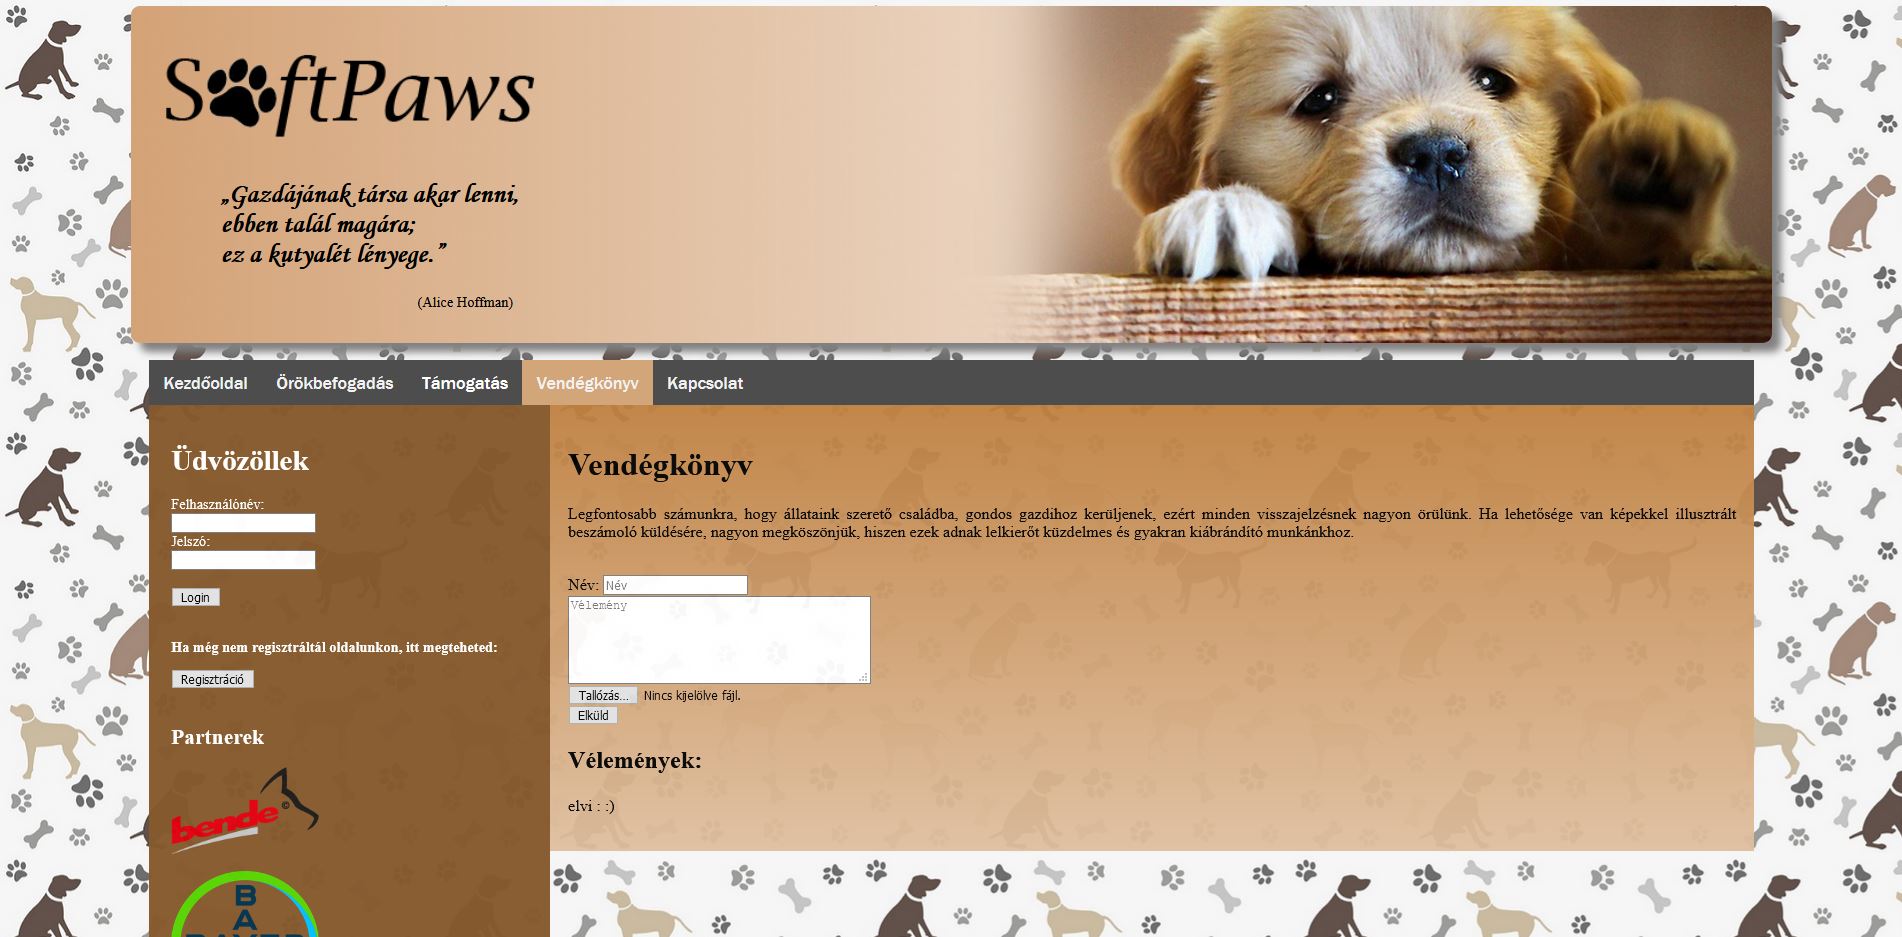 SoftPaws
„Gazdájának társa akar lenni,
ebben talál magára;
ez a kutyalét lényege.”
(Alice Hoffman)
Kezdőoldal Örökbefogadás Támogatás Vendégkönyv Kapcsolat
Üdvözöllek
Felhasználónév:
Jelszó:
Login
Ha még nem regisztráltál oldalunkon, itt megteheted:
Regisztráció
Partnerek
bende
BA
Vendégkönyv
Legfontosabb számunkra, hogy állataink szerető családba, gondos gazdihoz kerüljenek, ezért minden visszajelzésnek nagyon örülünk. Ha lehetősége van képekkel illusztrált
beszámoló küldésére, nagyon megköszönjük, hiszen ezek adnak lelkierőt küzdelmes és gyakran kiábrándító munkánkhoz.
Név: Név
Vélemény
Tallózás... Nincs kijelölve fájl.
Elküld
Vélemények:
elvi : :)